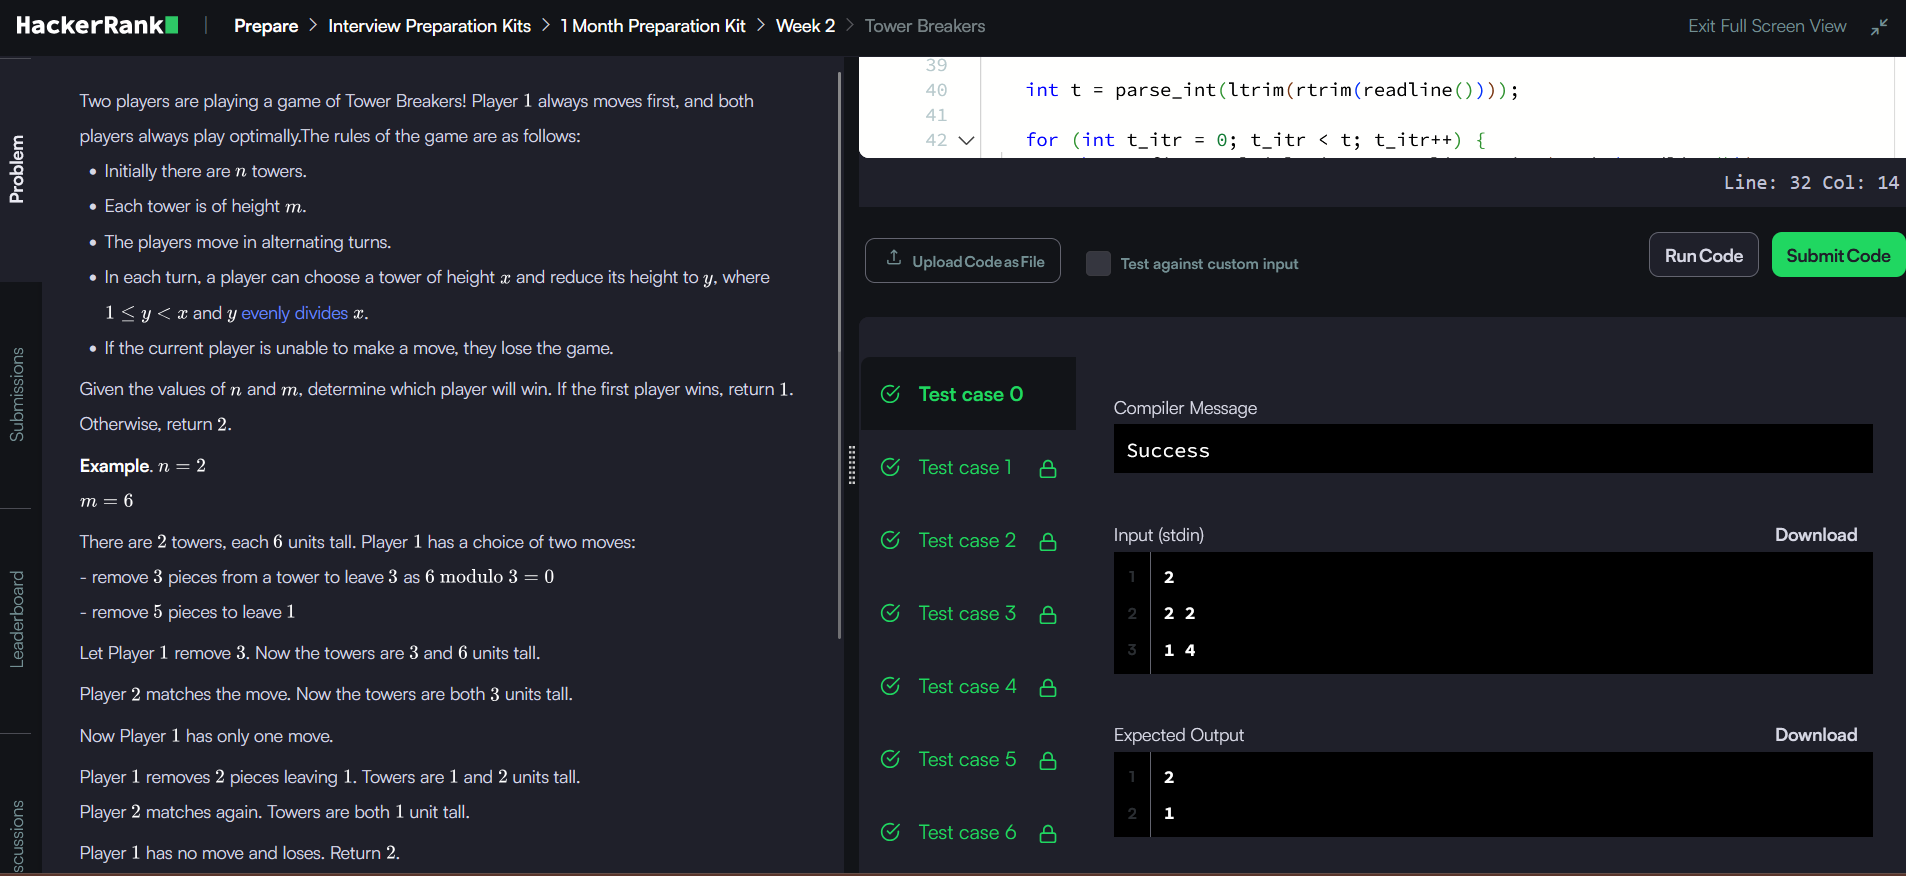 HackerRank
Prepare > Interview Preparation Kits > 1 Month Preparation Kit > Week 2 > Tower Breakers
Exit Full Screen View
Problem
Submissions
Leaderboard
scussions
Two players are playing a game of Tower Breakers! Player 1 always moves first, and both
players always play optimally.The rules of the game are as follows:
• Initially there are n towers.
• Each tower is of height m.
• The players move in alternating turns.
• In each turn, a player can choose a tower of height x and reduce its height to y, where
1 ≤ y < x and y evenly divides x.
• If the current player is unable to make a move, they lose the game.
Given the values of n and m, determine which player will win. If the first player wins, return 1.
Otherwise, return 2.
Example. n = 2
m = 6
There are 2 towers, each 6 units tall. Player 1 has a choice of two moves:
- remove 3 pieces from a tower to leave 3 as 6 modulo 3 = 0
- remove 5 pieces to leave 1
Let Player 1 remove 3. Now the towers are 3 and 6 units tall.
Player 2 matches the move. Now the towers are both 3 units tall.
Now Player 1 has only one move.
Player 1 removes 2 pieces leaving 1. Towers are 1 and 2 units tall.
Player 2 matches again. Towers are both 1 unit tall.
Player 1 has no move and loses. Return 2.
39
40 int t = parse_int(ltrim(rtrim(readline())));
41
42 for (int t_itr = 0; t_itr < t; t_itr++) {
Line: 32 Col: 14
Upload Code as File
Test against custom input
Run Code
Submit Code
Test case 0
Test case 1
Test case 2
Test case 3
Test case 4
Test case 5
Test case 6
Compiler Message
Success
Input (stdin)
Download
1 2
2 2 2
3 1 4
Expected Output
Download
1 2
2 1